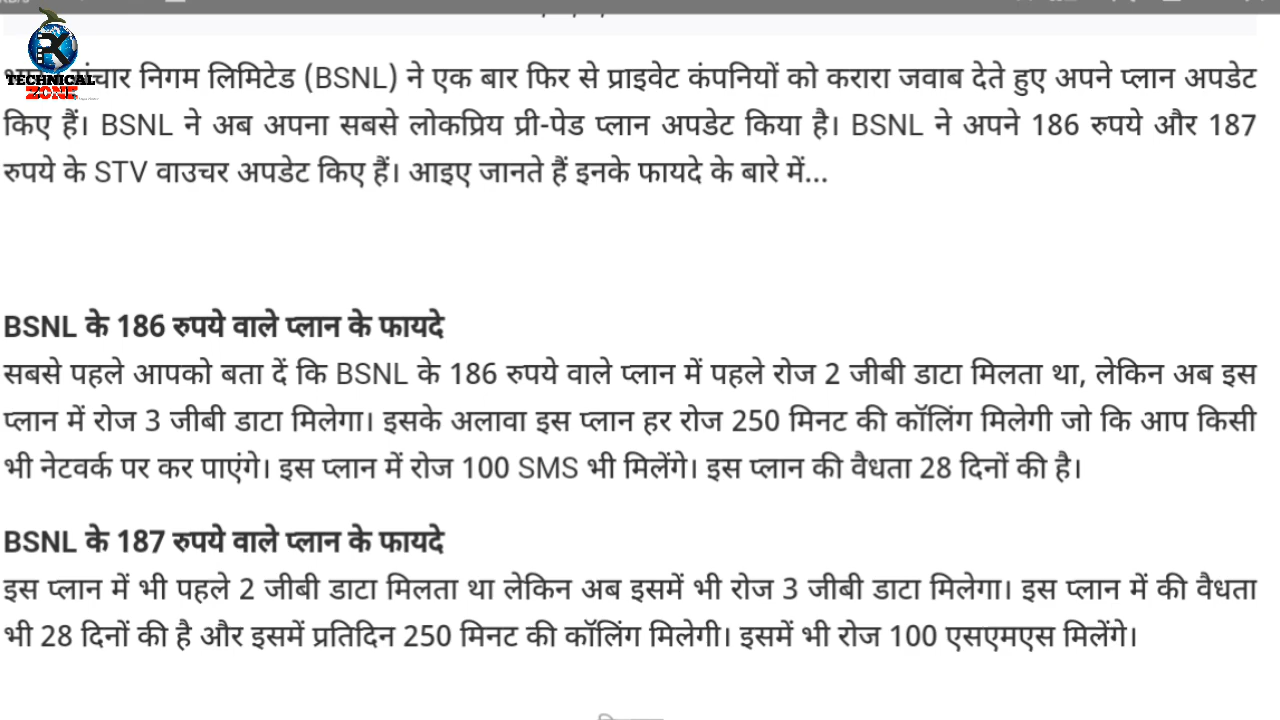 TECHNICAL
ZONE
संचार निगम लिमिटेड (BSNL) ने एक बार फिर से प्राइवेट कंपनियों को करारा जवाब देते हुए अपने प्लान अपडेट
किए हैं। BSNL ने अब अपना सबसे लोकप्रिय प्री-पेड प्लान अपडेट किया है। BSNL ने अपने 186 रुपये और 187
रुपये के STV वाउचर अपडेट किए हैं। आइए जानते हैं इनके फायदे के बारे में...
BSNL के 186 रुपये वाले प्लान के फायदे
सबसे पहले आपको बता दें कि BSNL के 186 रुपये वाले प्लान में पहले रोज 2 जीबी डाटा मिलता था, लेकिन अब इस
प्लान में रोज 3 जीबी डाटा मिलेगा। इसके अलावा इस प्लान हर रोज 250 मिनट की कॉलिंग मिलेगी जो कि आप किसी
भी नेटवर्क पर कर पाएंगे। इस प्लान में रोज 100 SMS भी मिलेंगे। इस प्लान की वैधता 28 दिनों की है।
BSNL के 187 रुपये वाले प्लान के फायदे
इस प्लान में भी पहले 2 जीबी डाटा मिलता था लेकिन अब इसमें भी रोज 3 जीबी डाटा मिलेगा। इस प्लान में की वैधता
भी 28 दिनों की है और इसमें प्रतिदिन 250 मिनट की कॉलिंग मिलेगी। इसमें भी रोज 100 एसएमएस मिलेंगे।